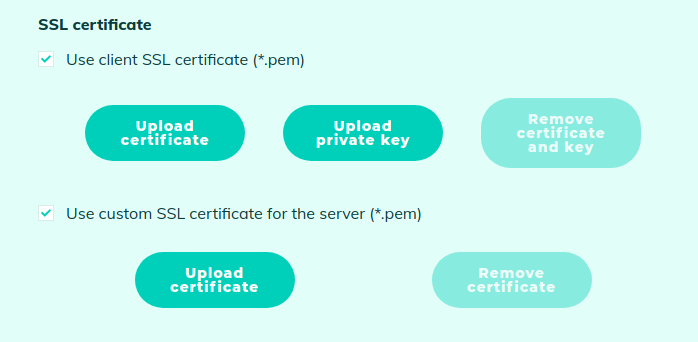 SSL certificate
Use client SSL certificate (*.pem)
Upload
certificate
Upload
private key
Remove
certificate
and key
Use custom SSL certificate for the server (*.pem)
Upload
certificate
Remove
certificate